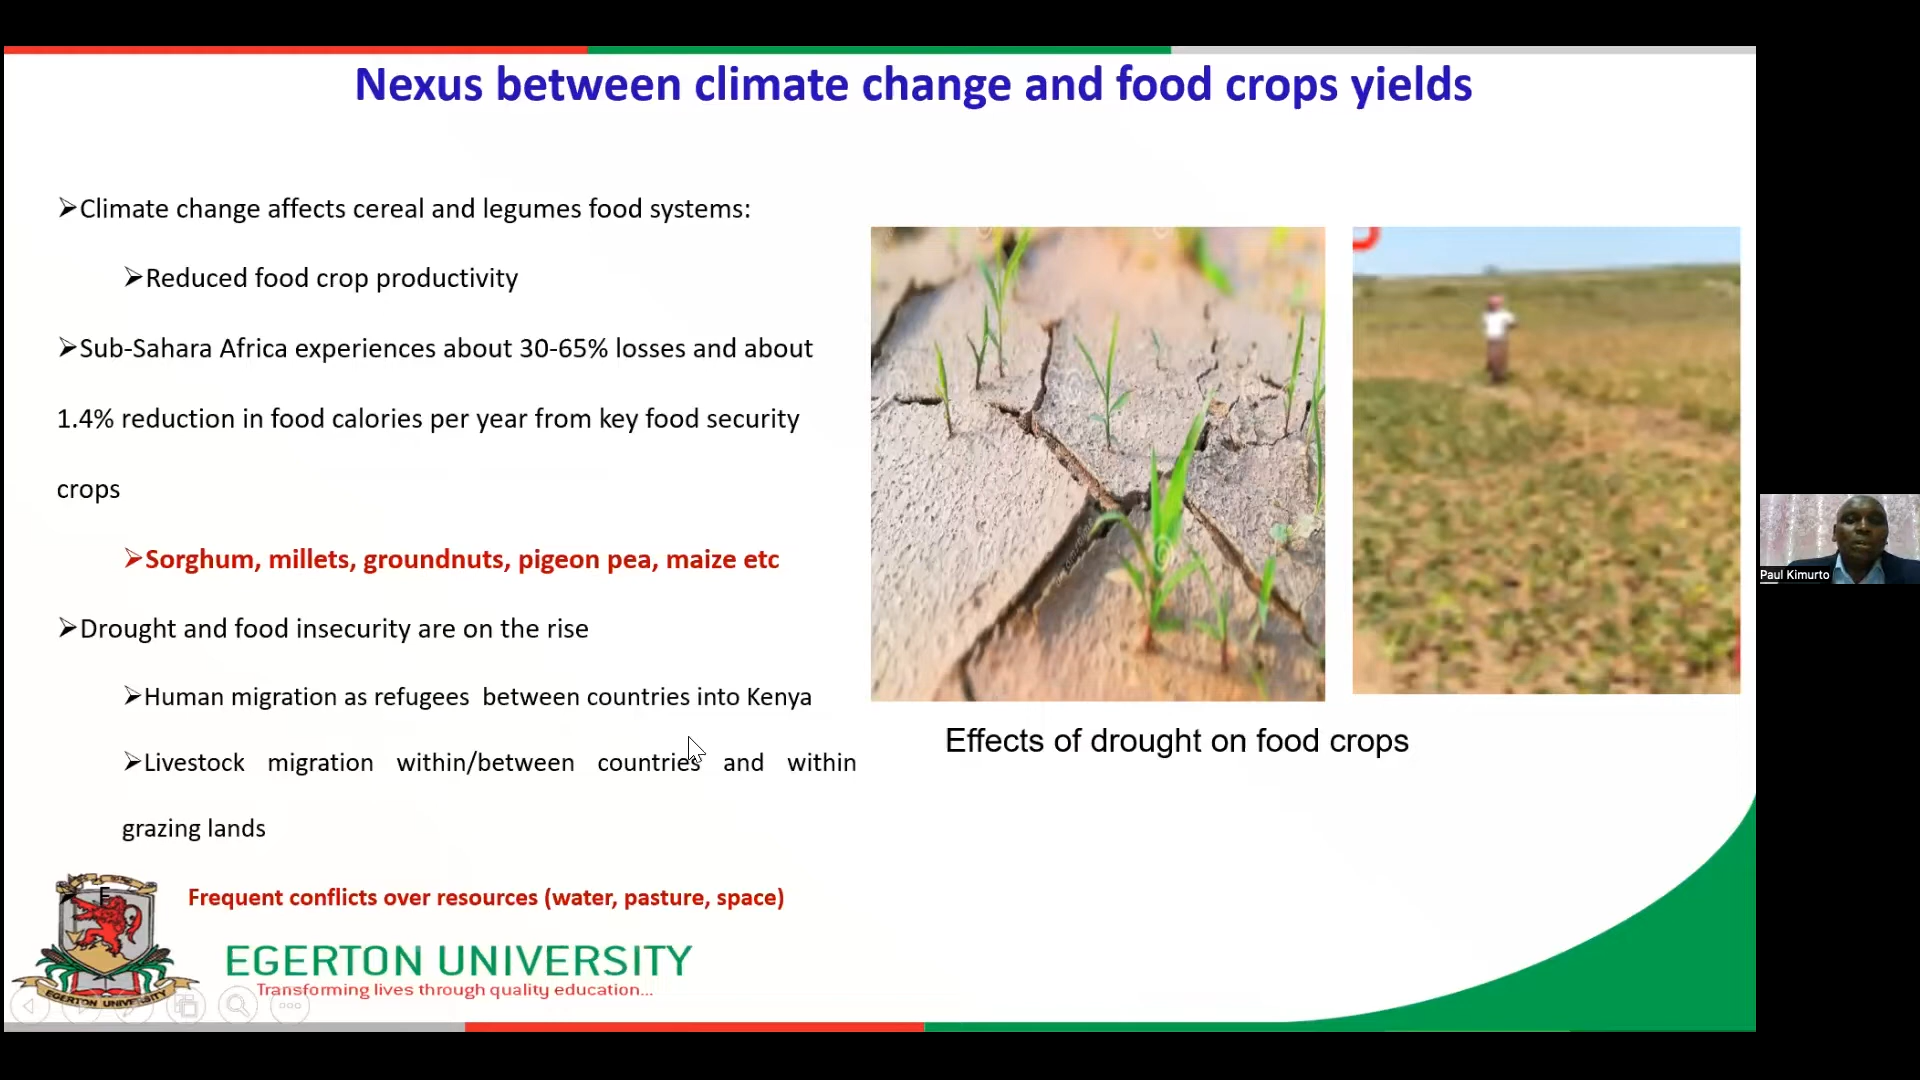 Nexus between climate change and food crops yields
➢Climate change affects cereal and legumes food systems:
➢Reduced food crop productivity
➢Sub-Sahara Africa experiences about 30-65% losses and about
1.4% reduction in food calories per year from key food security
crops
➢Sorghum, millets, groundnuts, pigeon pea, maize etc
➢Drought and food insecurity are on the rise
➢Human migration as refugees between countries into Kenya
➢Livestock migration within/between countries and within
grazing lands
➢ F
Frequent conflicts over resources (water, pasture, space)
Effects of drought on food crops
Paul Kimurto
EGERTON UNIVERSITY
EGERTON UNIVERSITY
Transforming lives through quality education...